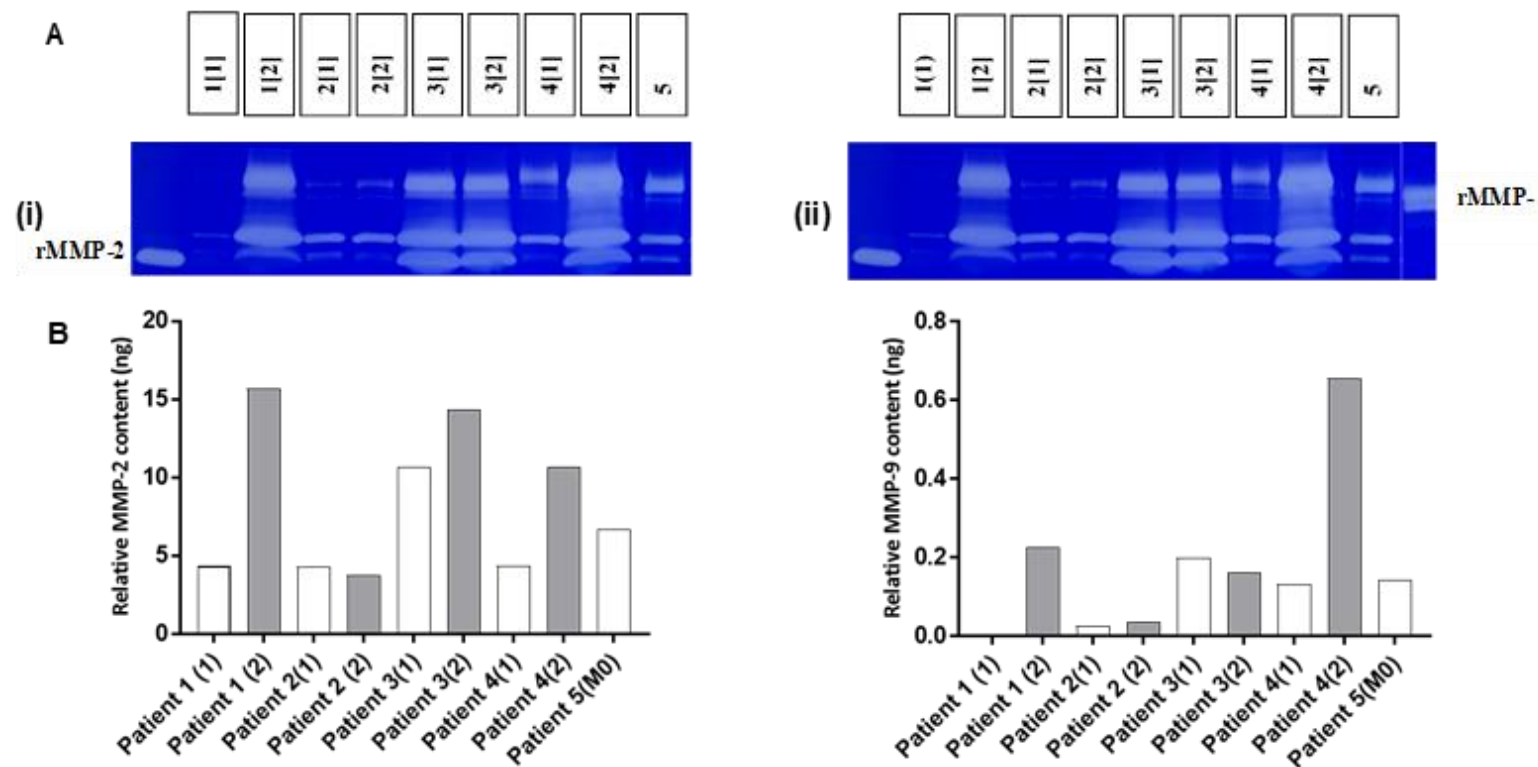 A
1[1] 1[2] 2[1] 2[2] 3[1] 3[2] 4[1] 4[2] 5
1(1) 1[2] 2[1] 2[2] 3[1] 3[2] 4[1] 4[2] 5
(i)
rMMP-2
(ii)
rMMP-
B
Relative MMP-2 content (ng)
20
15
10
5
0
Patient 1 (1)
Patient 1 (2)
Patient 2(1)
Patient 2 (2)
Patient 3(1)
Patient 3(2)
Patient 4(1)
Patient 4(2)
Patient 5(M0)
Relative MMP-9 content (ng)
0.8
0.6
0.4
0.2
0.0
Patient 1 (1)
Patient 1 (2)
Patient 2(1)
Patient 2 (2)
Patient 3(1)
Patient 3(2)
Patient 4(1)
Patient 4(2)
Patient 5(M0)